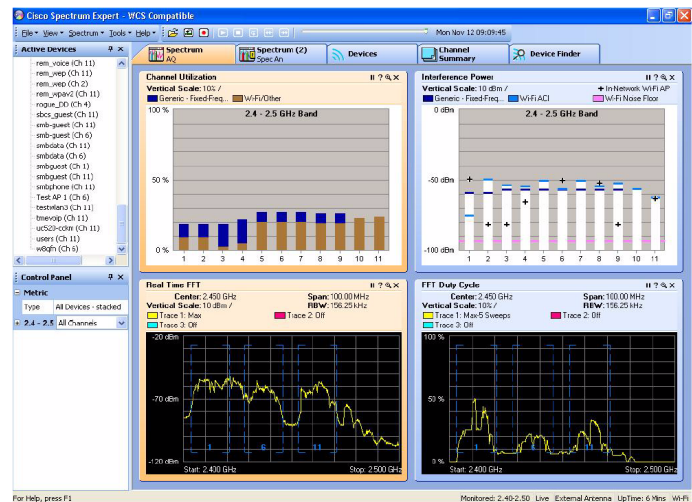 Cisco Spectrum Expert - WCS Compatible
File View Spectrum Tools Help
Mon Nov 12 09:09:45
Active Devices
rem_voice (Ch 11)
rem_wep (Ch 11)
rem_wep (Ch 2)
rem_wpav2 (Ch 11)
rogue_DD (Ch 4)
sbcs_guest (Ch 11)
smb-guest (Ch 11)
smb-guest (Ch 6)
smbdata (Ch 11)
smbdata (Ch 6)
smbguest (Ch 1)
smbguest (Ch 11)
smbphone (Ch 11)
Test AP 1 (Ch 6)
testwlan3 (Ch 11)
tmevoip (Ch 11)
uc520-cckm (Ch 11)
users (Ch 11)
w8qfh (Ch 6)
Control Panel
Metric
Type All Devices - stacked
2.4 - 2.5 All Channels
Spectrum
AQ
Spectrum (2)
Spec An
Devices
Channel
Summary
Device Finder
Channel Utilization
Vertical Scale: 10% /
Generic - Fixed-Freq... Wi-Fi/Other
100 %
2.4 - 2.5 GHz Band
50 %
0 %
1 2 3 4 5 6 7 8 9 10 11
Interference Power
Vertical Scale: 10 dBm / + In-Network Wi-Fi AP
Generic - Fixed-Freq... Wi-Fi ACI Wi-Fi Noise Floor
0 dBm
2.4 - 2.5 GHz Band
-50 dBm
-100 dBm
1 2 3 4 5 6 7 8 9 10 11
Real Time FFT
Center: 2.450 GHz Span: 100.00 MHz
Vertical Scale: 10 dBm / RBW: 156.25 kHz
Trace 1: Max Trace 2: Off
Trace 3: Off
-20 dBm
-70 dBm
-120 dBm
1 6 11
Start: 2.400 GHz Stop: 2.500 GHz
FFT Duty Cycle
Center: 2.450 GHz Span: 100.00 MHz
Vertical Scale: 10% / RBW: 156.25 kHz
Trace 1: Max-5 Sweeps Trace 2: Off
Trace 3: Off
100 %
50 %
0 %
1 6 11
Start: 2.400 GHz Stop: 2.500 GHz
For Help, press F1
Monitored: 2.40-2.50 Live External Antenna UpTime: 6 Mins Wi-Fi